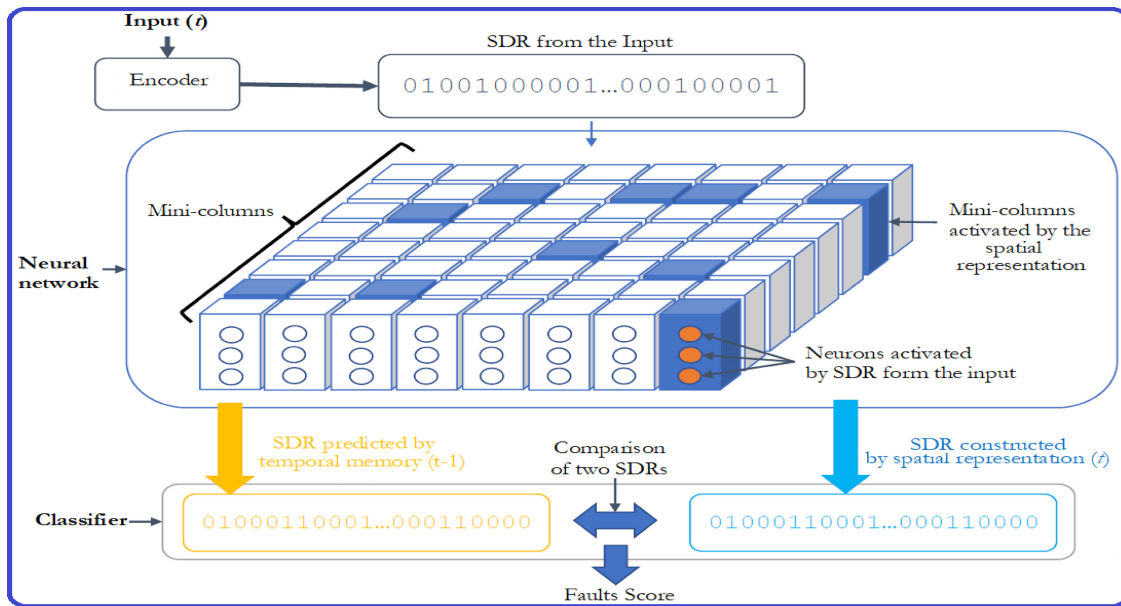 Input (t)
SDR from the Input
Encoder
01001000001...000100001
Mini-columns
Mini-columns
activated by the
spatial
representation
Neural
network
Neurons activated
by SDR form the input
SDR predicted by
temporal memory (t-1)
Comparison
of two SDRs
SDR constructed
by spatial representation (t)
Classifier
01000110001...000110000
01000110001...000110000
Faults Score